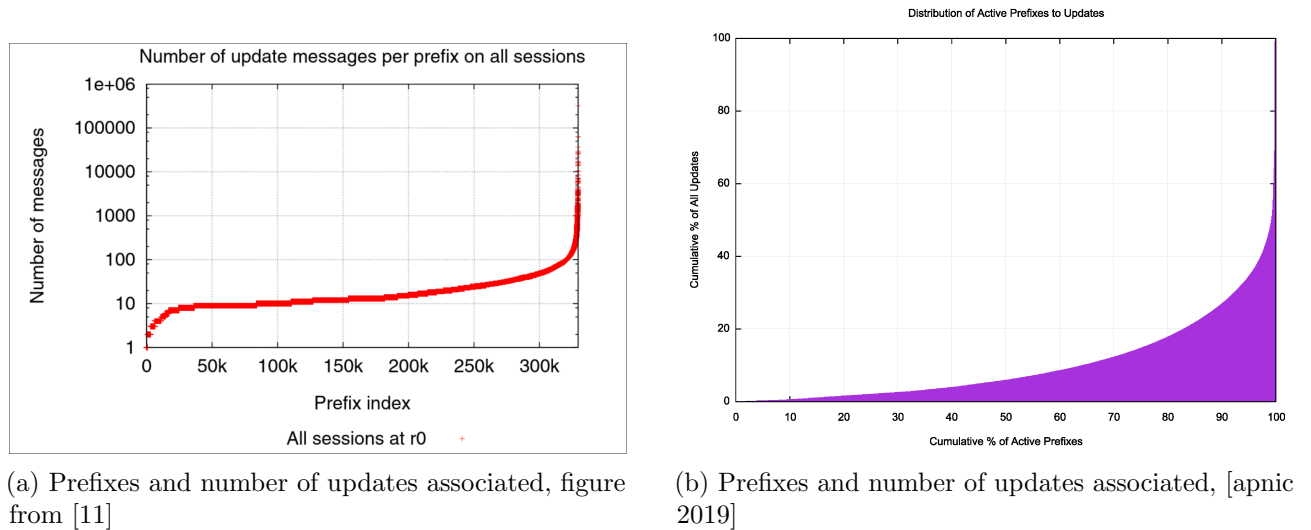 Number of update messages per prefix on all sessions
1e+06
100000
10000
1000
100
10
1
Number of messages
0 50k 100k 150k 200k 250k 300k
Prefix index
All sessions at r0
(a) Prefixes and number of updates associated, figure
from [11]
Distribution of Active Prefixes to Updates
100
80
60
40
20
0
Cumulative % of All Updates
0 10 20 30 40 50 60 70 80 90 100
Cumulative % of Active Prefixes
(b) Prefixes and number of updates associated, [apnic
2019]